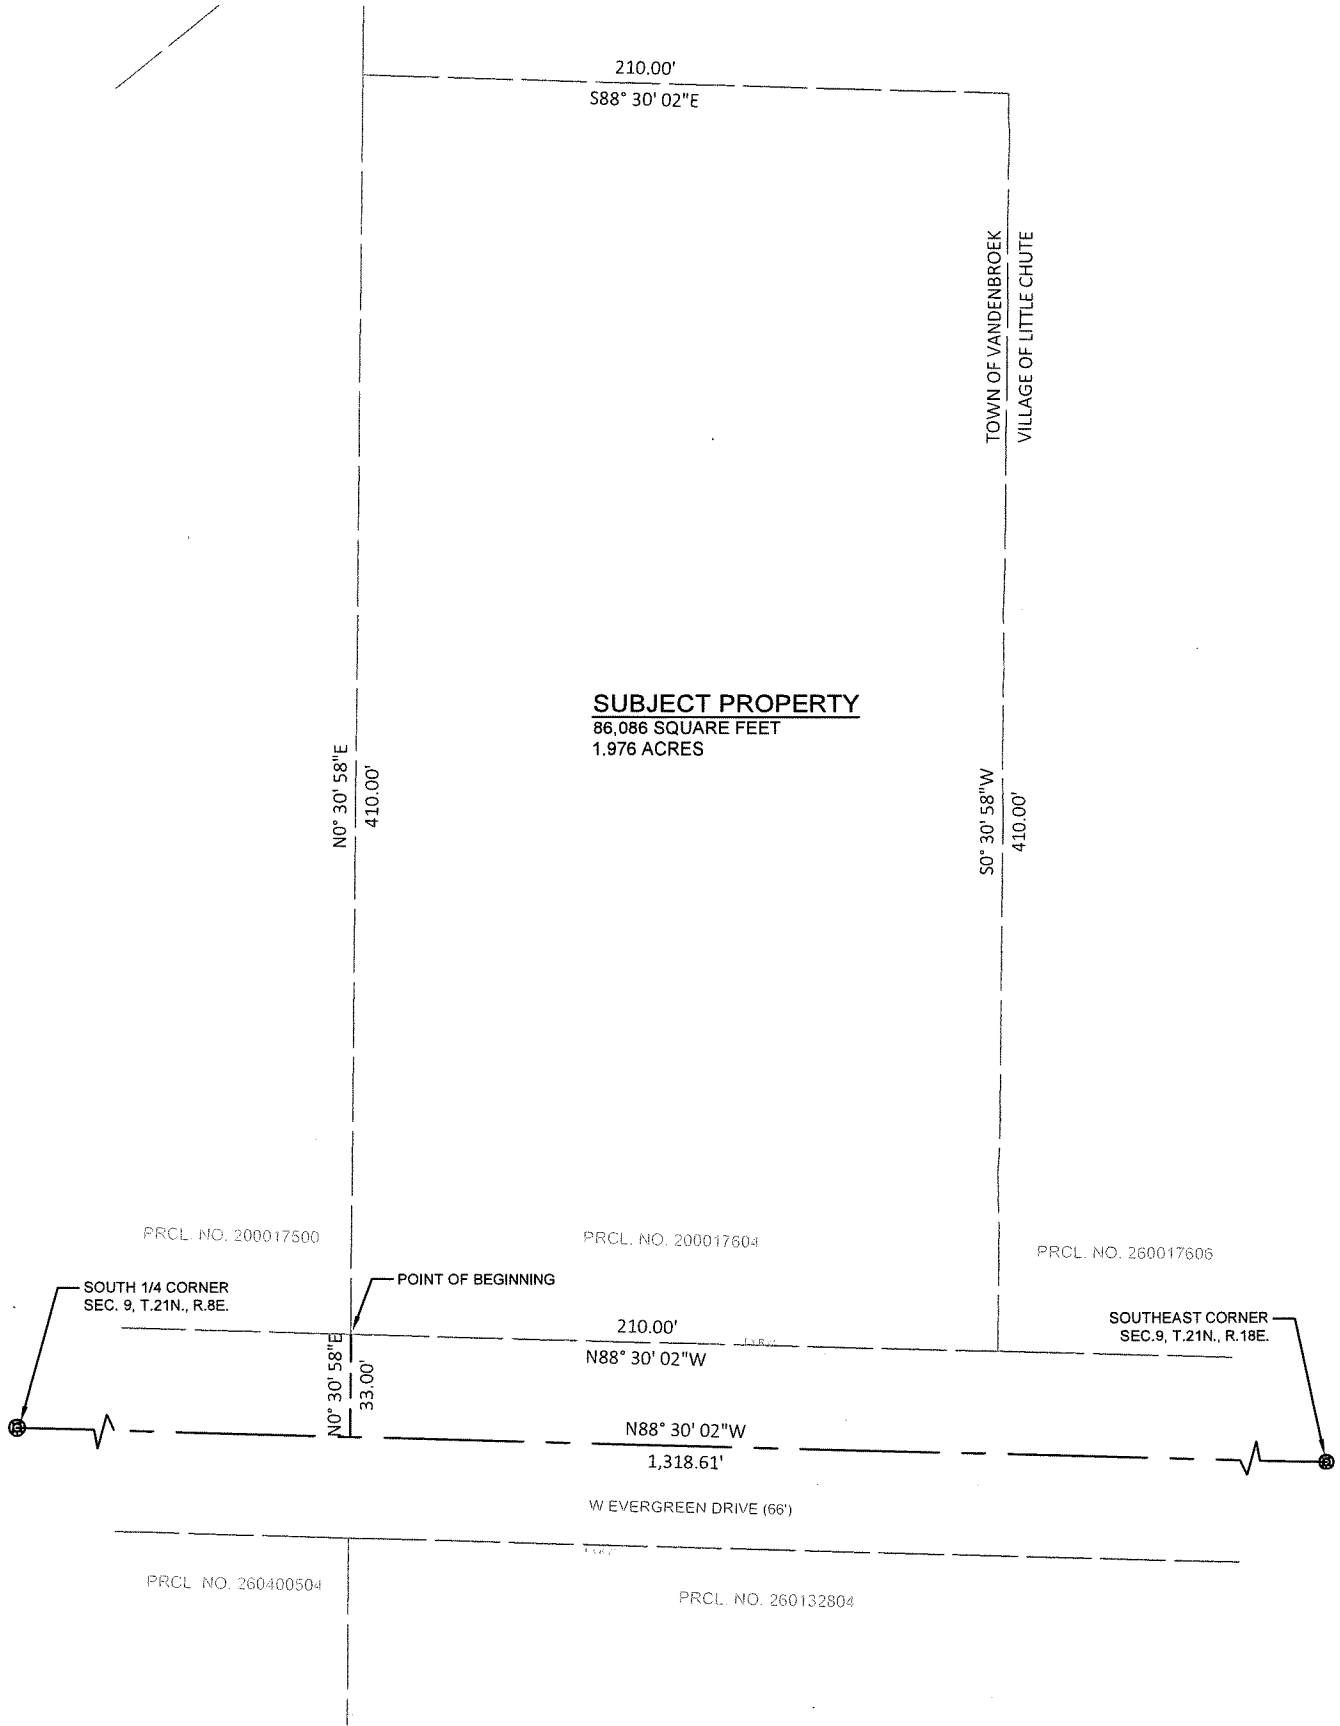 210.00'
S88° 30' 02"E
TOWN OF VANDENBROEK
VILLAGE OF LITTLE CHUTE
SUBJECT PROPERTY
86,086 SQUARE FEET
1.976 ACRES
N0° 30' 58"E
410.00'
S0° 30' 58"W
410.00'
PRCL. NO. 200017500
PRCL. NO. 200017604
PRCL. NO. 260017606
SOUTH 1/4 CORNER
SEC. 9, T.21N., R.8E.
POINT OF BEGINNING
SOUTHEAST CORNER
SEC.9, T.21N., R.18E.
210.00'
N88° 30' 02"W
N0° 30' 58"E
33.00'
N88° 30' 02"W
1,318.61'
W EVERGREEN DRIVE (66')
PRCL NO. 260400504
PRCL. NO. 260132804